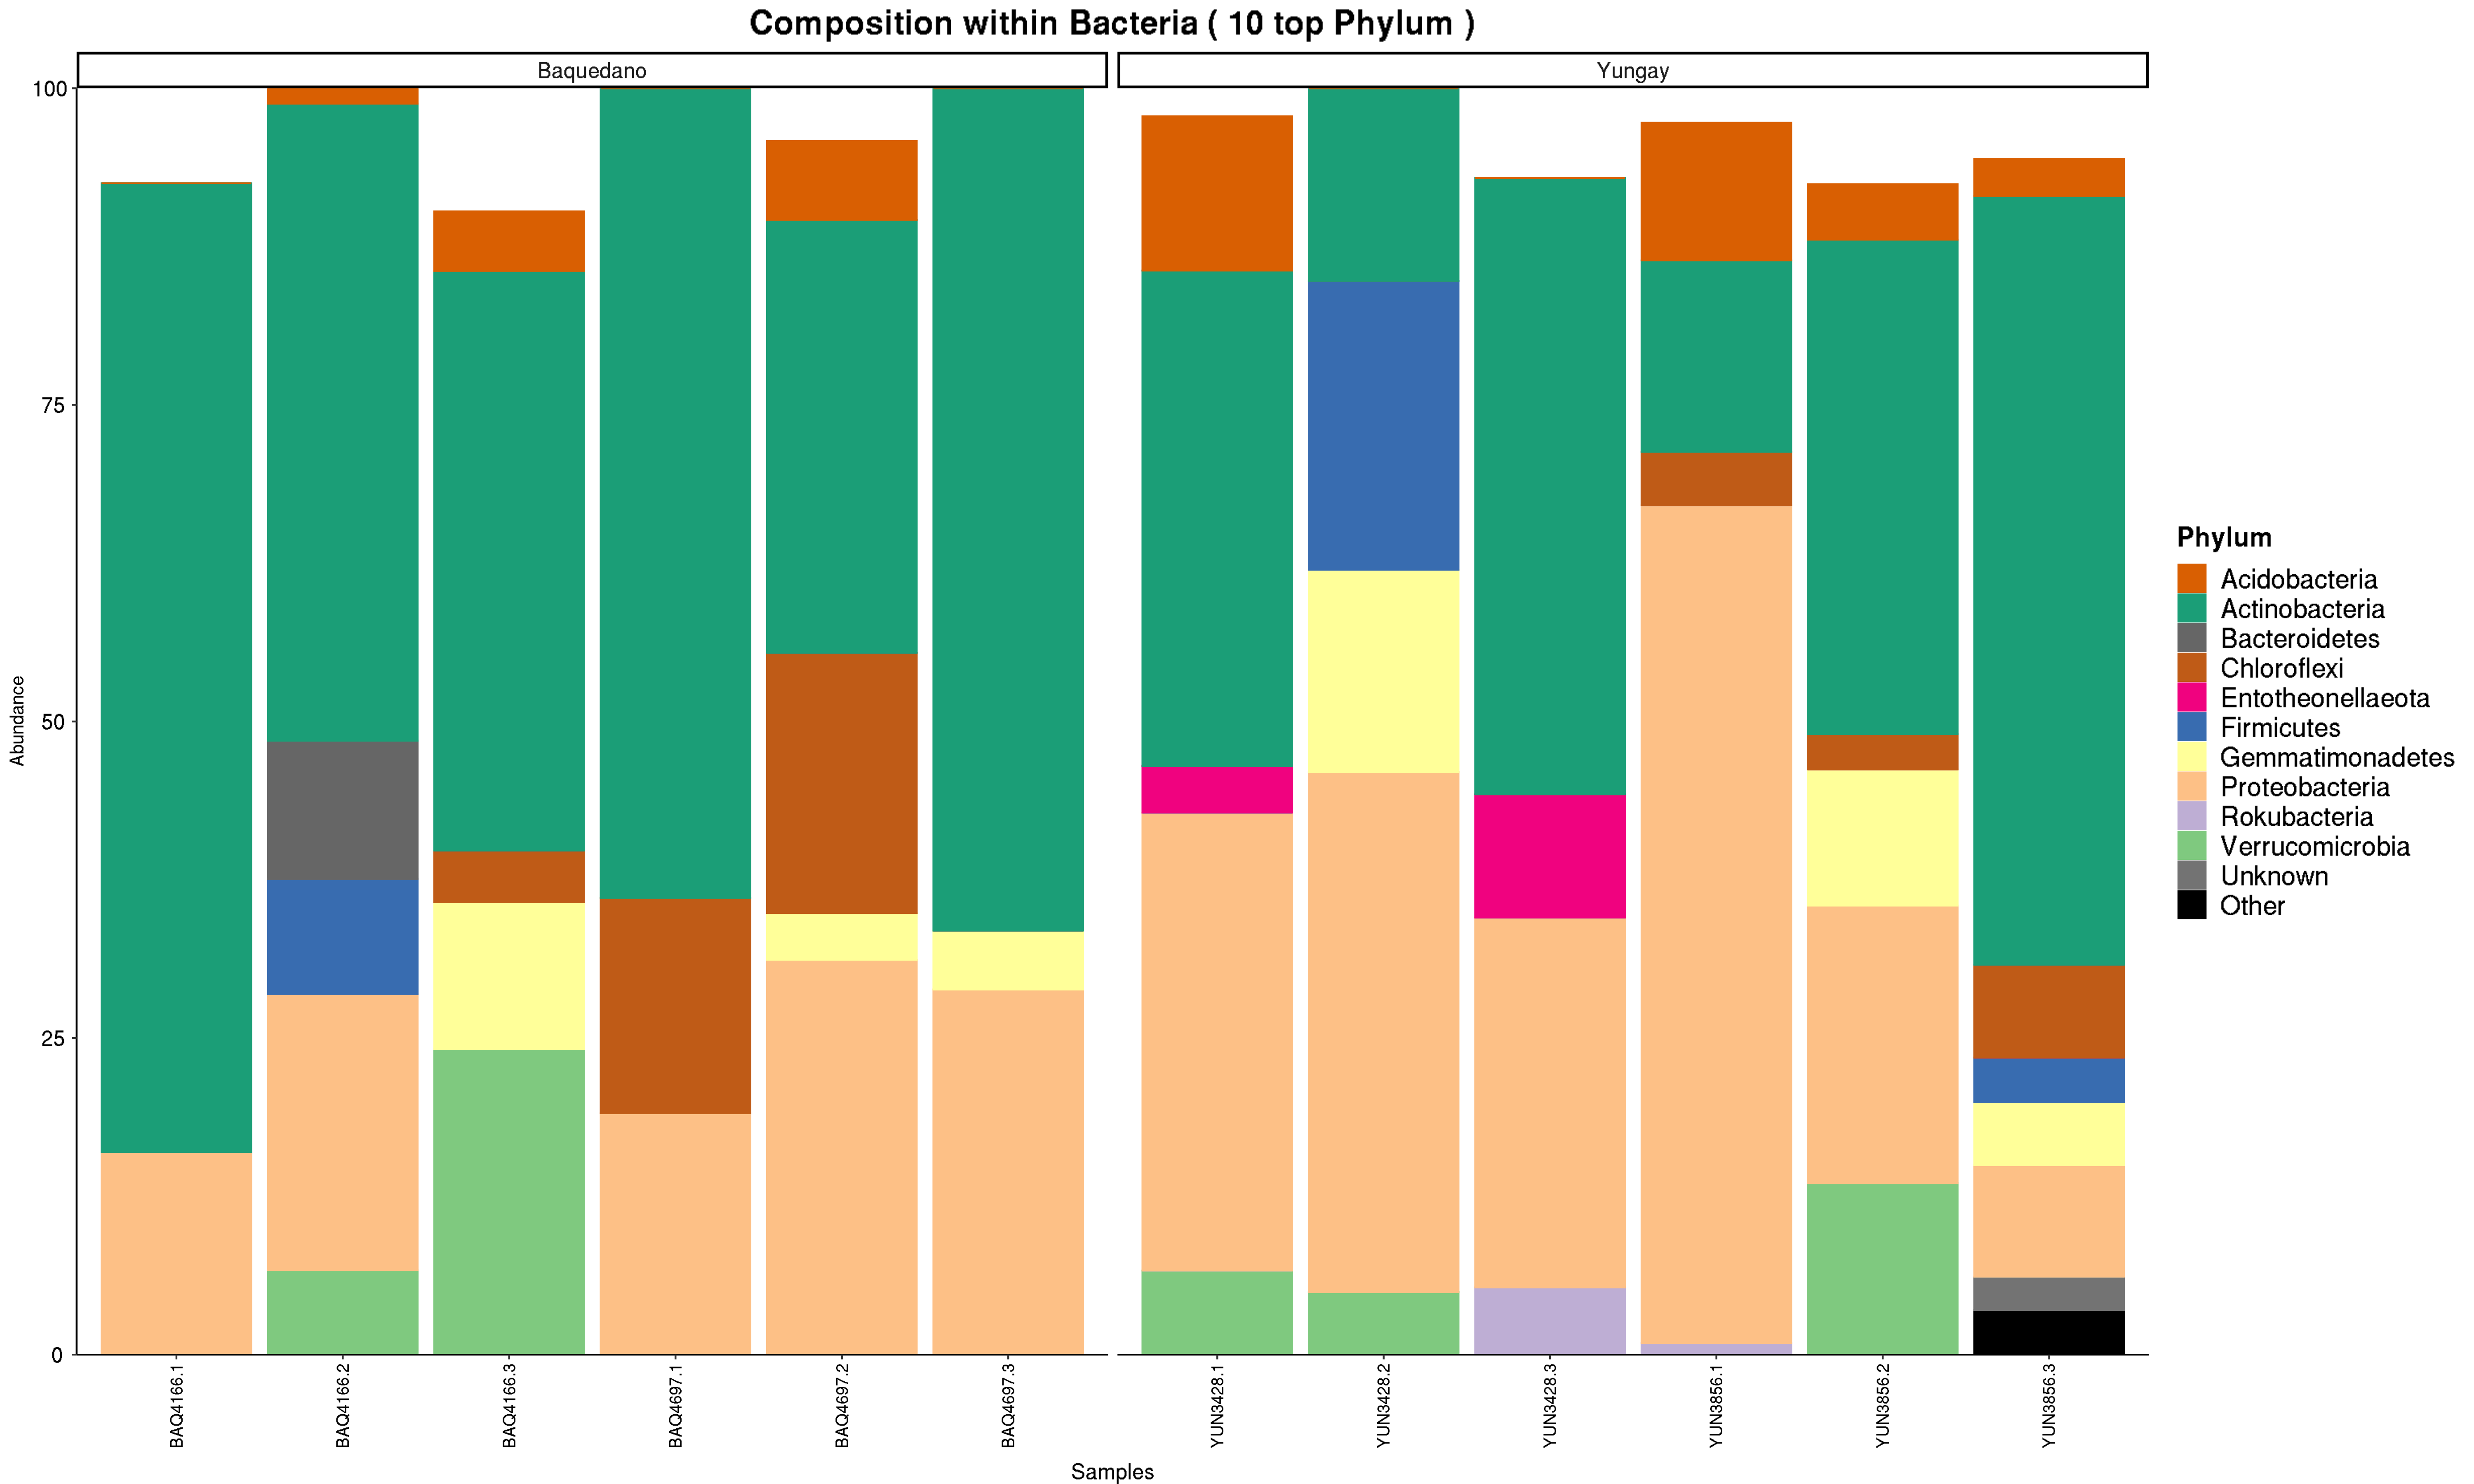 Composition within Bacteria ( 10 top Phylum )
Baquedano
Yungay
100
75
50
25
0
Abundance
BAQ4166.1
BAQ4166.2
BAQ4166.3
BAQ4697.1
BAQ4697.2
BAQ4697.3
YUN3428.1
YUN3428.2
YUN3428.3
YUN3856.1
YUN3856.2
YUN3856.3
Samples
Phylum
Acidobacteria
Actinobacteria
Bacteroidetes
Chloroflexi
Entotheonellaeota
Firmicutes
Gemmatimonadetes
Proteobacteria
Rokubacteria
Verrucomicrobia
Unknown
Other